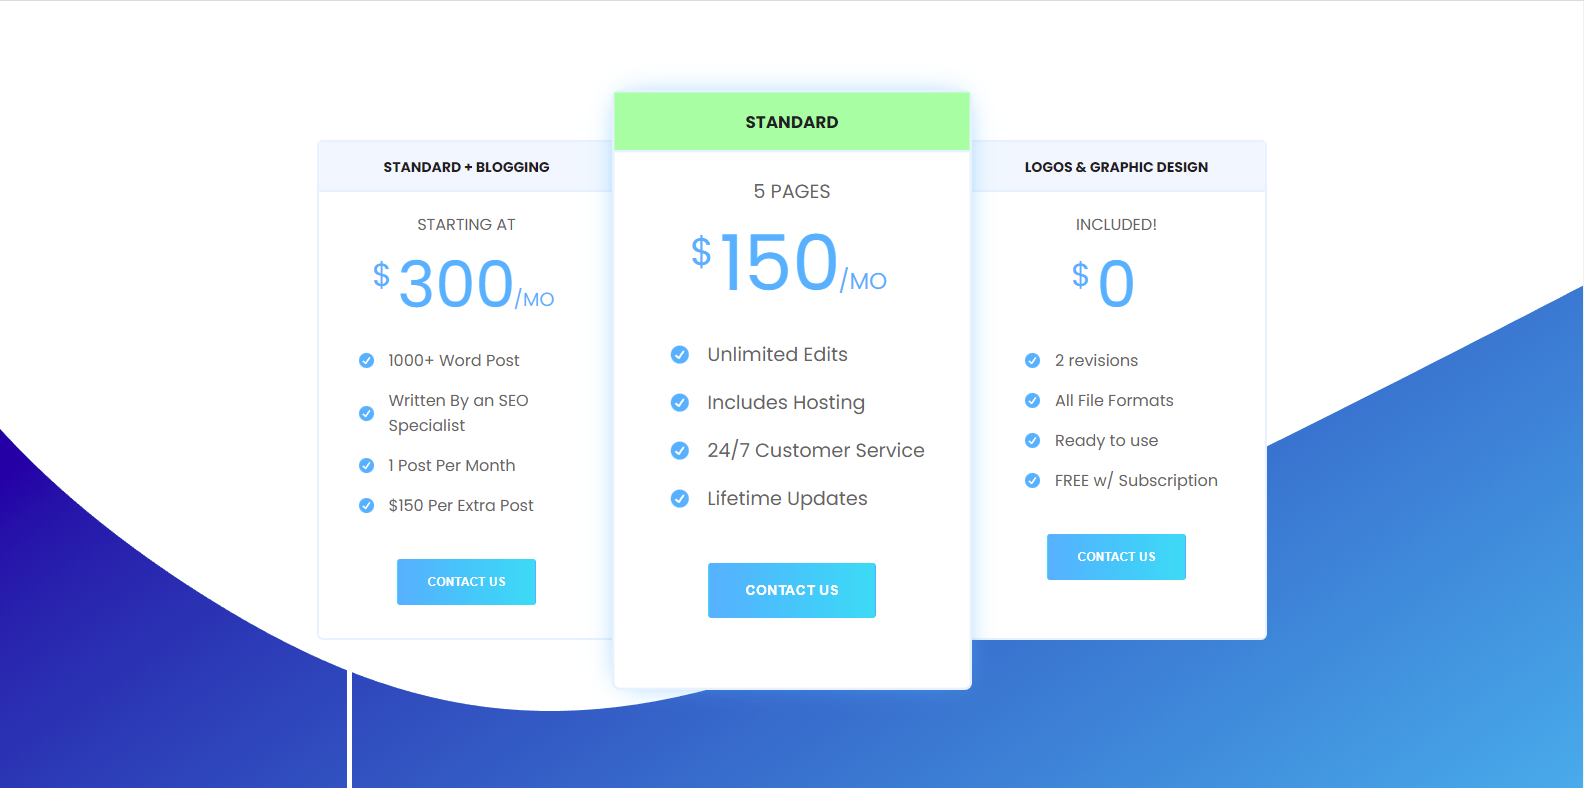 STANDARD + BLOGGING
STARTING AT
$300/MO
1000+ Word Post
Written By an SEO
Specialist
1 Post Per Month
$150 Per Extra Post
CONTACT US
STANDARD
5 PAGES
$150/MO
Unlimited Edits
Includes Hosting
24/7 Customer Service
Lifetime Updates
CONTACT US
LOGOS & GRAPHIC DESIGN
INCLUDED!
$0
2 revisions
All File Formats
Ready to use
FREE w/ Subscription
CONTACT US